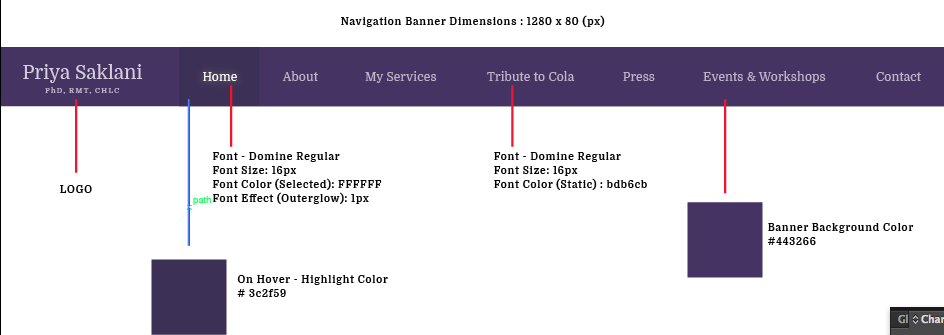 Navigation Banner Dimensions : 1280 x 80 (px)
Priya Saklani
PhD, RMT, CHLC
Home
About
My Services
Tribute to Cola
Press
Events & Workshops
Contact
LOGO
Font - Domine Regular
Font Size: 16px
Font Color (Selected): FFFFFF
Font Effect (Outerglow): 1px
path
Font - Domine Regular
Font Size: 16px
Font Color (Static) : bdb6cb
Banner Background Color
#443266
On Hover - Highlight Color
# 3c2f59